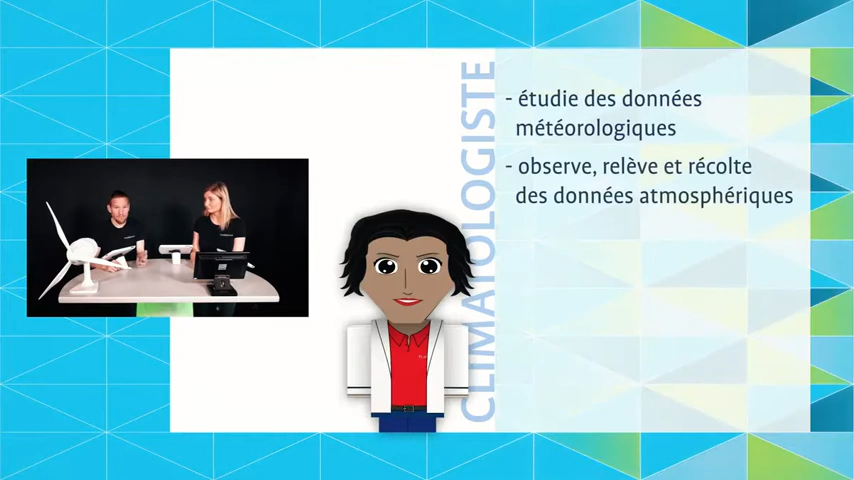 CLIMATOLOGISTE
- étudie des données
météorologiques
- observe, relève et récolte
des données atmosphériques